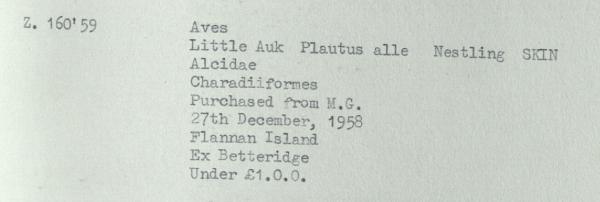 Z. 160'59
Aves
Little Auk Plautus alle Nestling SKIN
Alcidae
Charadiiformes
Purchased from M.G.
27th December, 1958
Flannan Island
Ex Betteridge
Under £1.0.0.